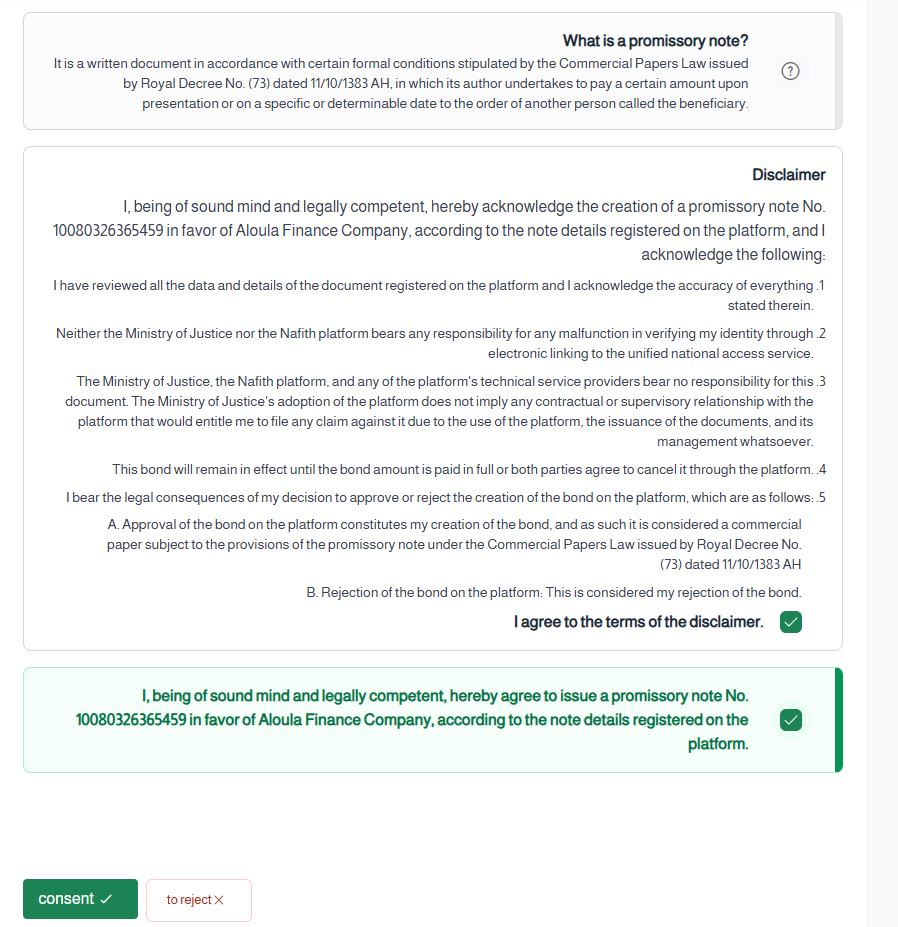 What is a promissory note?
It is a written document in accordance with certain formal conditions stipulated by the Commercial Papers Law issued
by Royal Decree No. (73) dated 11/10/1383 AH, in which its author undertakes to pay a certain amount upon
presentation or on a specific or determinable date to the order of another person called the beneficiary.
Disclaimer
I, being of sound mind and legally competent, hereby acknowledge the creation of a promissory note No.
10080326365459 in favor of Aloula Finance Company, according to the note details registered on the platform, and I
acknowledge the following:
I have reviewed all the data and details of the document registered on the platform and I acknowledge the accuracy of everything .1
stated therein.
Neither the Ministry of Justice nor the Nafith platform bears any responsibility for any malfunction in verifying my identity through .2
electronic linking to the unified national access service.
The Ministry of Justice, the Nafith platform, and any of the platform's technical service providers bear no responsibility for this .3
document. The Ministry of Justice's adoption of the platform does not imply any contractual or supervisory relationship with the
platform that would entitle me to file any claim against it due to the use of the platform, the issuance of the documents, and its
management whatsoever.
This bond will remain in effect until the bond amount is paid in full or both parties agree to cancel it through the platform. .4
I bear the legal consequences of my decision to approve or reject the creation of the bond on the platform, which are as follows: .5
A. Approval of the bond on the platform constitutes my creation of the bond, and as such it is considered a commercial
paper subject to the provisions of the promissory note under the Commercial Papers Law issued by Royal Decree No.
(73) dated 11/10/1383 AH
B. Rejection of the bond on the platform: This is considered my rejection of the bond.
I agree to the terms of the disclaimer.
I, being of sound mind and legally competent, hereby agree to issue a promissory note No.
10080326365459 in favor of Aloula Finance Company, according to the note details registered on the
platform.
consent
to reject